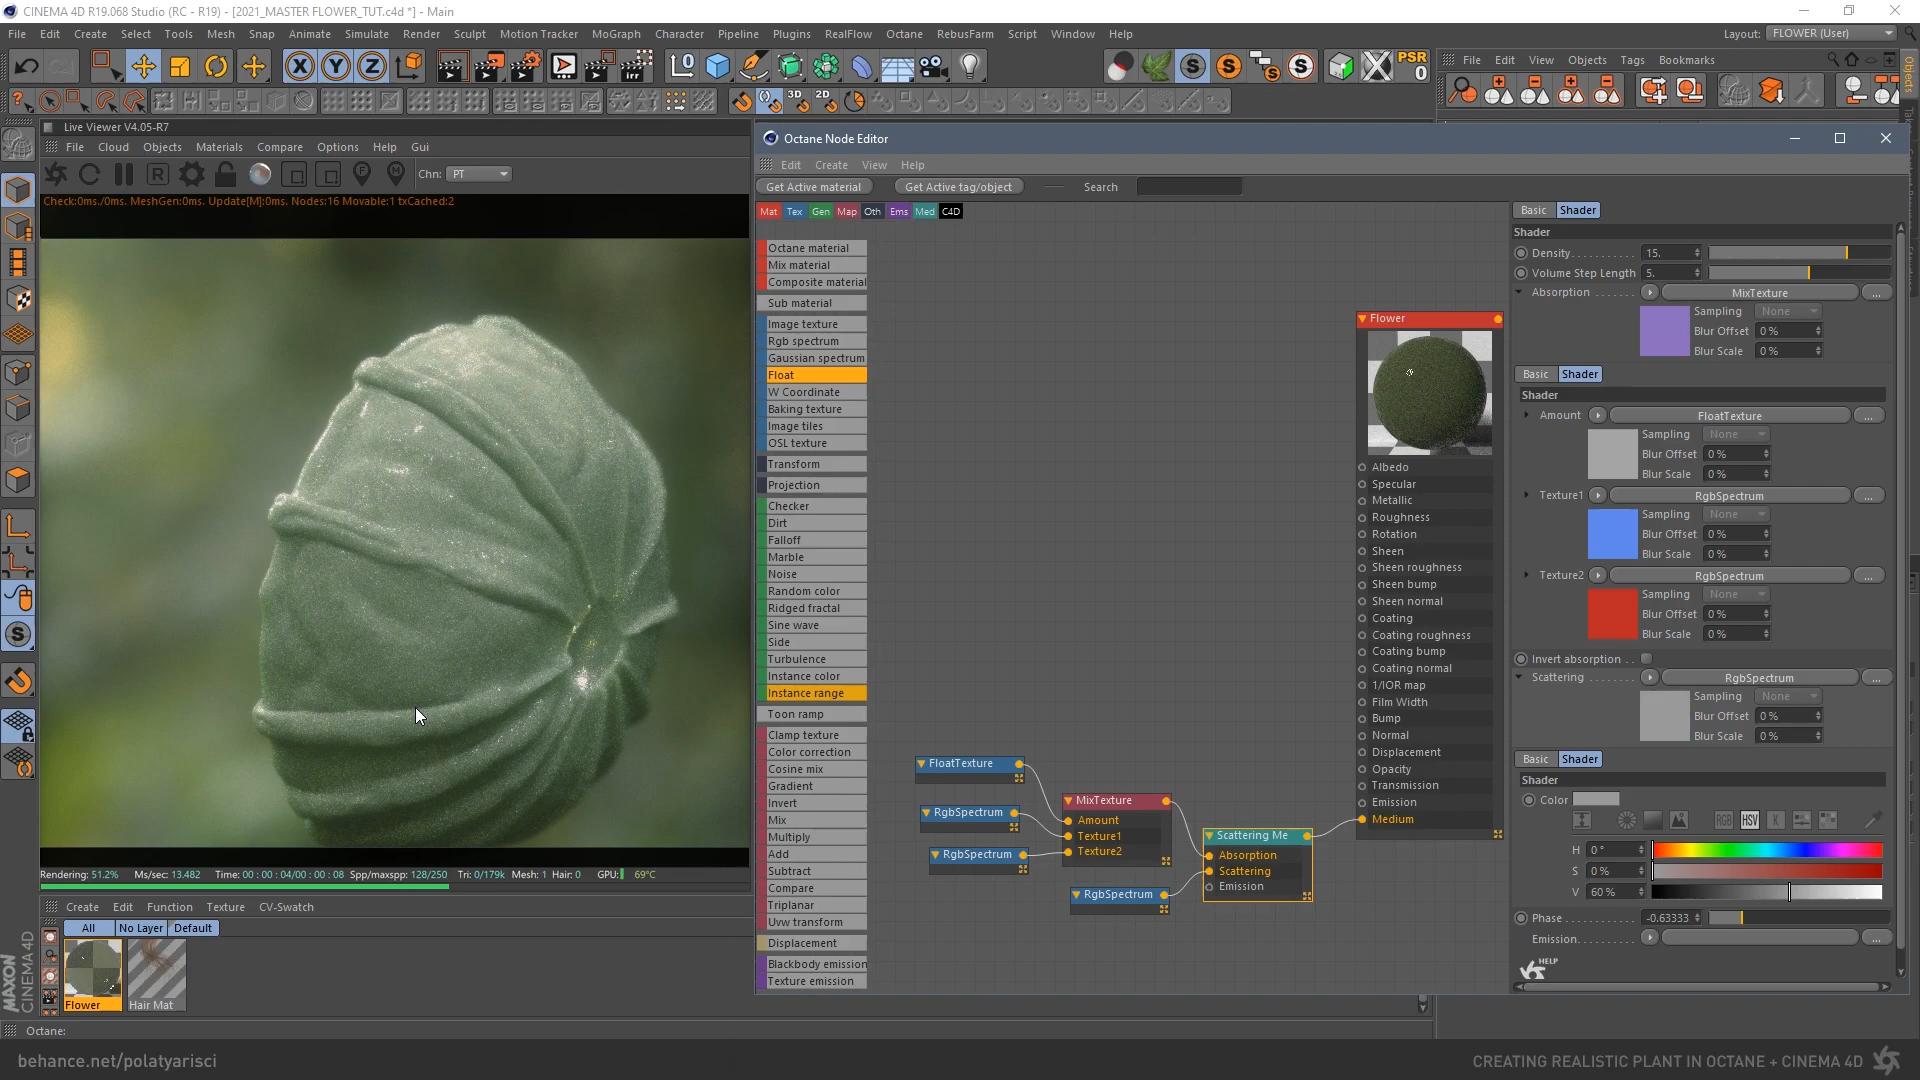 CINEMA 4D R19.068 Studio (RC - R19) - [2021_MASTER FLOWER_TUT.c4d *] - Main
File Edit Create Select Tools Mesh Snap Animate Simulate Render Sculpt Motion Tracker MoGraph Character Pipeline Plugins RealFlow Octane RebusFarm Script Window Help
Layout: FLOWER (User)
PSR
0
File Edit View Objects Tags Bookmarks
Objects
3D 2D
Live Viewer V4.05-R7
File Cloud Objects Materials Compare Options Help Gui
Chn: PT
Check:0ms./0ms. MeshGen:0ms. Update[M]:0ms. Nodes:16 Movable:1 txCached:2
Rendering: 51.2% Ms/sec: 13.482 Time: 00 : 00 : 04/00 : 00 : 08 Spp/maxspp: 128/250 Tri: 0/179k Mesh: 1 Hair: 0 GPU: 69°C
Create Edit Function Texture CV-Swatch
All No Layer Default
Flower Hair Mat
MAXON
CINEMA 4D
Octane:
Octane Node Editor
Edit Create View Help
Get Active material Get Active tag/object Search
Mat Tex Gen Map Oth Ems Med C4D
Octane material
Mix material
Composite material
Sub material
Image texture
Rgb spectrum
Gaussian spectrum
Float
W Coordinate
Baking texture
Image tiles
OSL texture
Transform
Projection
Checker
Dirt
Falloff
Marble
Noise
Random color
Ridged fractal
Sine wave
Side
Turbulence
Instance color
Instance range
Toon ramp
Clamp texture
Color correction
Cosine mix
Gradient
Invert
Mix
Multiply
Add
Subtract
Compare
Triplanar
Uvw transform
Displacement
Blackbody emission
Texture emission
FloatTexture
RgbSpectrum
RgbSpectrum
MixTexture
Amount
Texture1
Texture2
RgbSpectrum
Scattering Me
Absorption
Scattering
Emission
Flower
Albedo
Specular
Metallic
Roughness
Rotation
Sheen
Sheen roughness
Sheen bump
Sheen normal
Coating
Coating roughness
Coating bump
Coating normal
1/IOR map
Film Width
Bump
Normal
Displacement
Opacity
Transmission
Emission
Medium
Basic Shader
Shader
Density 15.
Volume Step Length 5.
Absorption MixTexture ...
Sampling None
Blur Offset 0 %
Blur Scale 0 %
Basic Shader
Shader
Amount FloatTexture ...
Sampling None
Blur Offset 0 %
Blur Scale 0 %
Texture1 RgbSpectrum ...
Sampling None
Blur Offset 0 %
Blur Scale 0 %
Texture2 RgbSpectrum ...
Sampling None
Blur Offset 0 %
Blur Scale 0 %
Invert absorption . .
Scattering RgbSpectrum ...
Sampling None
Blur Offset 0 %
Blur Scale 0 %
Basic Shader
Shader
Color
RGB HSV K
H 0 °
S 0 %
V 60 %
Phase -0.63333
Emission ...
HELP
behance.net/polatyarisci
CREATING REALISTIC PLANT IN OCTANE + CINEMA 4D